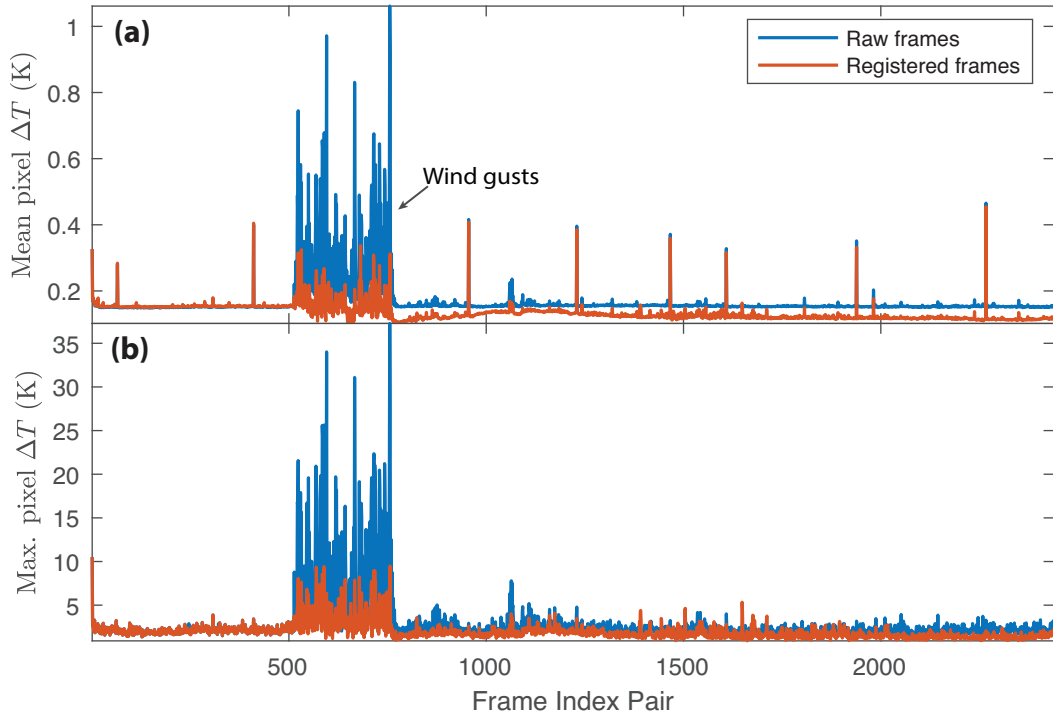 (a)
Raw frames
Registered frames
Mean pixel ΔT (K)
1
0.8
0.6
0.4
0.2
Wind gusts
(b)
Max. pixel ΔT (K)
35
30
25
20
15
10
5
500
1000
1500
2000
Frame Index Pair